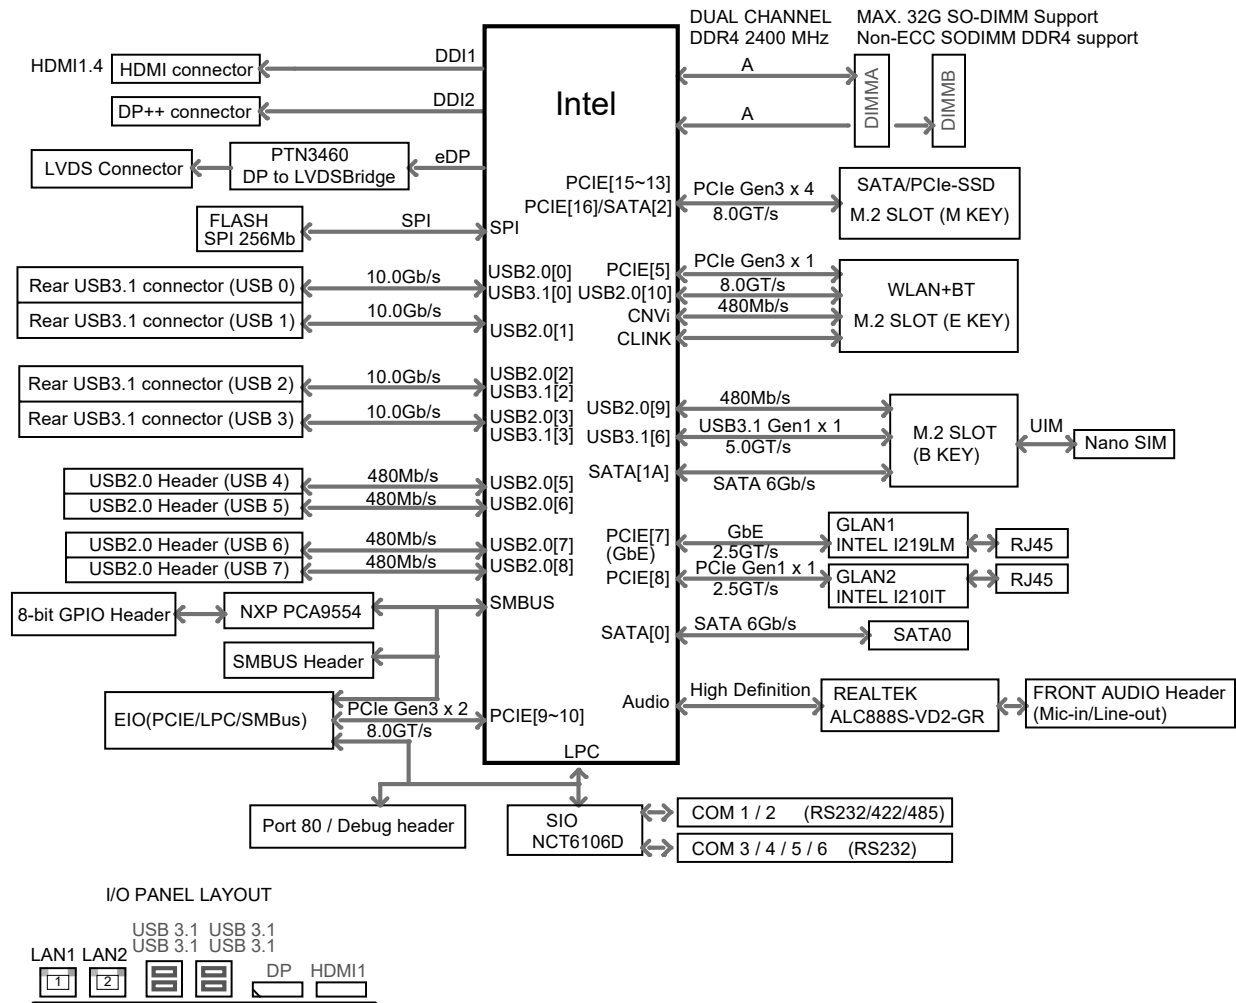 DUAL CHANNEL
DDR4 2400 MHz
MAX. 32G SO-DIMM Support
Non-ECC SODIMM DDR4 support
HDMI1.4
HDMI connector
DDI1
DP++ connector
DDI2
LVDS Connector
PTN3460
DP to LVDSBridge
eDP
FLASH
SPI 256Mb
SPI
SPI
Rear USB3.1 connector (USB 0)
10.0Gb/s
USB2.0[0]
USB3.1[0]
Rear USB3.1 connector (USB 1)
10.0Gb/s
USB2.0[1]
Rear USB3.1 connector (USB 2)
10.0Gb/s
USB2.0[2]
USB3.1[2]
Rear USB3.1 connector (USB 3)
10.0Gb/s
USB2.0[3]
USB3.1[3]
USB2.0 Header (USB 4)
480Mb/s
USB2.0[5]
USB2.0 Header (USB 5)
480Mb/s
USB2.0[6]
USB2.0 Header (USB 6)
480Mb/s
USB2.0[7]
USB2.0 Header (USB 7)
480Mb/s
USB2.0[8]
8-bit GPIO Header
NXP PCA9554
SMBUS
SMBUS Header
EIO(PCIE/LPC/SMBus)
PCIe Gen3 x 2
8.0GT/s
PCIE[9~10]
Intel
A
A
DIMMA
DIMMB
PCIE[15~13]
PCIE[16]/SATA[2]
PCIe Gen3 x 4
8.0GT/s
SATA/PCIe-SSD
M.2 SLOT (M KEY)
PCIE[5]
USB2.0[10]
CNVi
CLINK
PCIe Gen3 x 1
8.0GT/s
480Mb/s
WLAN+BT
M.2 SLOT (E KEY)
USB2.0[9]
480Mb/s
USB3.1[6]
USB3.1 Gen1 x 1
5.0GT/s
SATA[1A]
SATA 6Gb/s
M.2 SLOT
(B KEY)
UIM
Nano SIM
PCIE[7]
(GbE)
GbE
2.5GT/s
GLAN1
INTEL I219LM
RJ45
PCIE[8]
PCIe Gen1 x 1
2.5GT/s
GLAN2
INTEL I210IT
RJ45
SATA[0]
SATA 6Gb/s
SATA0
Audio
High Definition
REALTEK
ALC888S-VD2-GR
FRONT AUDIO Header
(Mic-in/Line-out)
LPC
Port 80 / Debug header
SIO
NCT6106D
COM 1 / 2 (RS232/422/485)
COM 3 / 4 / 5 / 6 (RS232)
I/O PANEL LAYOUT
USB 3.1 USB 3.1
USB 3.1 USB 3.1
LAN1 LAN2
DP
HDMI1
1
2